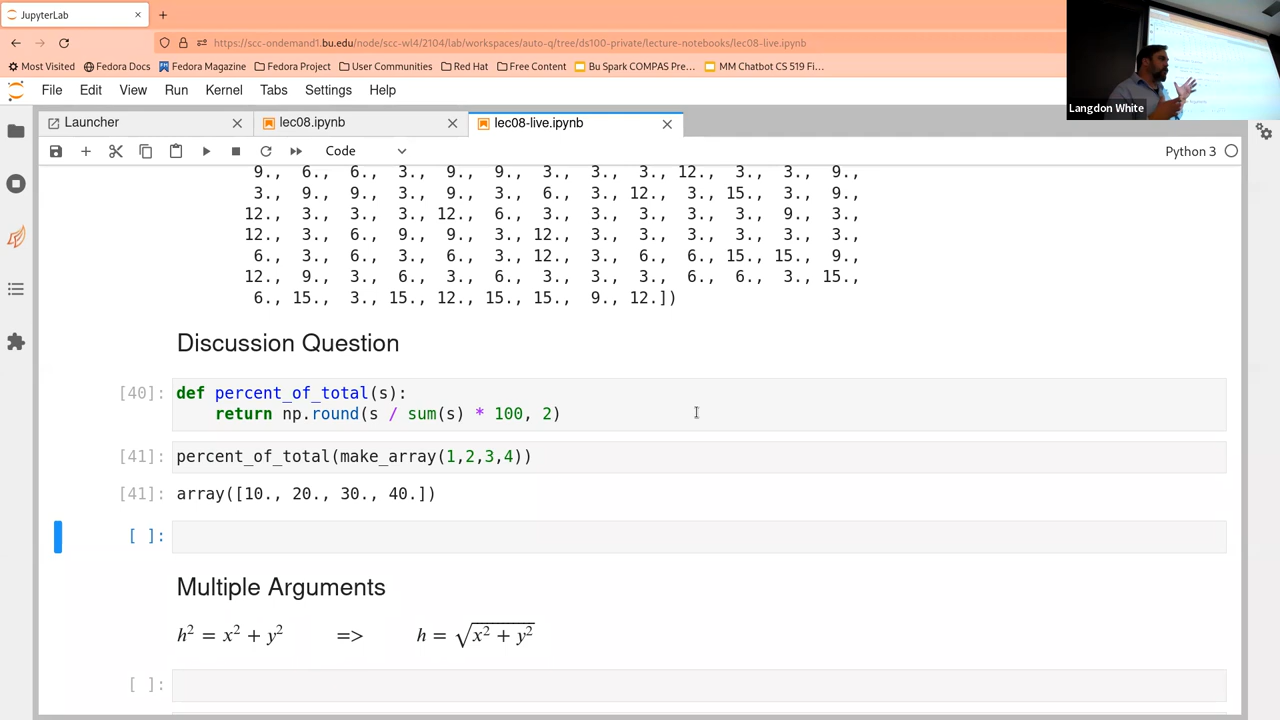 JupyterLab
https://scc-ondemand1.bu.edu/node/scc-wl4/2104/lab/workspaces/auto-q/tree/ds100-private/lecture-notebooks/lec08-live.ipynb
Most Visited Fedora Docs Fedora Magazine Fedora Project User Communities Red Hat Free Content Bu Spark COMPAS Pre... MM Chatbot CS 519 Fi...
Langdon White
File Edit View Run Kernel Tabs Settings Help
Launcher lec08.ipynb lec08-live.ipynb
Code Python 3
9., 6., 6., 3., 9., 9., 3., 3., 3., 12., 3., 3., 9.,
3., 9., 9., 3., 9., 3., 6., 3., 12., 3., 15., 3., 9.,
12., 3., 3., 3., 12., 6., 3., 3., 3., 3., 3., 9., 3.,
12., 3., 6., 9., 9., 3., 12., 3., 3., 3., 3., 3., 3.,
6., 3., 6., 3., 6., 3., 12., 3., 6., 6., 15., 15., 9.,
12., 9., 3., 6., 3., 6., 3., 3., 3., 6., 6., 3., 15.,
6., 15., 3., 15., 12., 15., 15., 9., 12.])
Discussion Question
[40]: def percent_of_total(s):
return np.round(s / sum(s) * 100, 2)
[41]: percent_of_total(make_array(1,2,3,4))
[41]: array([10., 20., 30., 40.])
[ ]:
Multiple Arguments
h² = x² + y² => h = √x² + y²
[ ]: